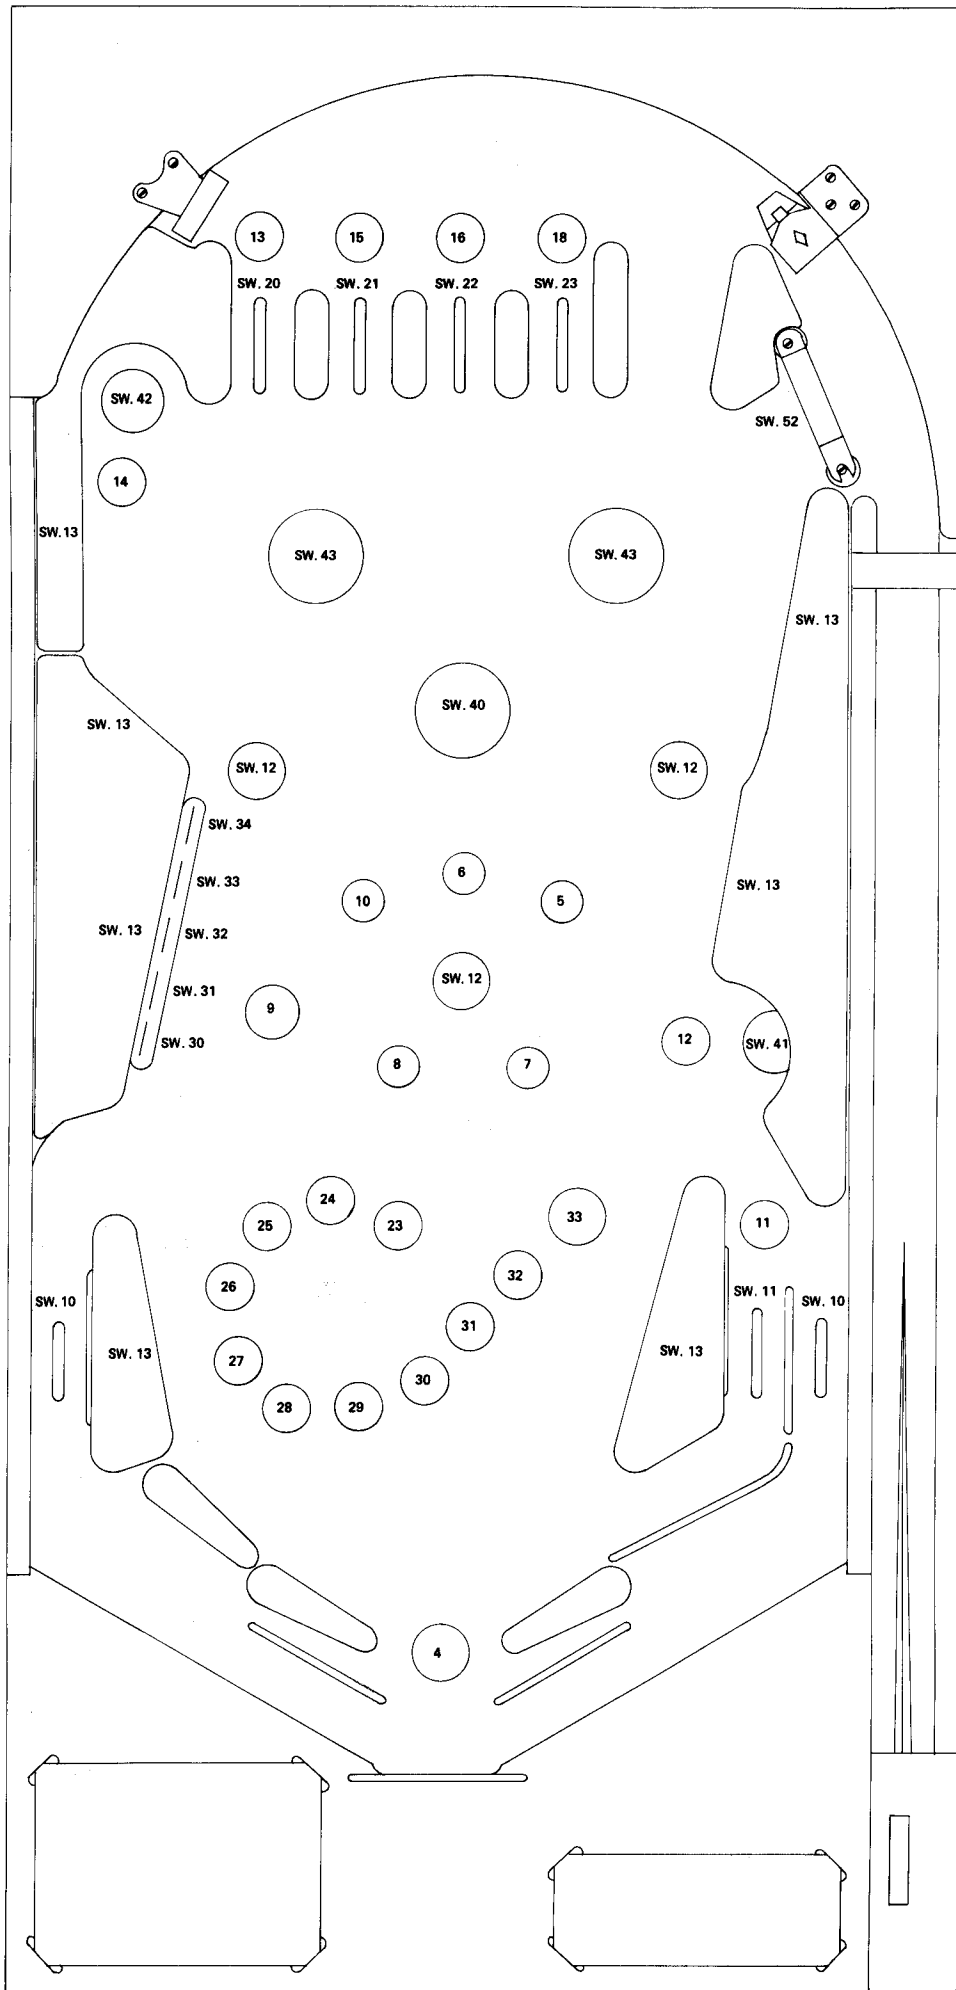 13 15 16 18
SW. 20 SW. 21 SW. 22 SW. 23
SW. 42
SW. 52
14
SW. 13
SW. 43 SW. 43
SW. 13
SW. 40
SW. 13
SW. 12 SW. 12
SW. 34
6
SW. 33 SW. 13
10 5
SW. 13 SW. 32
SW. 12
SW. 31
9
SW. 30 12 SW. 41
8 7
24
25 23 33 11
32
26
SW. 10 SW. 11 SW. 10
31
SW. 13 27 SW. 13
30
28 29
4